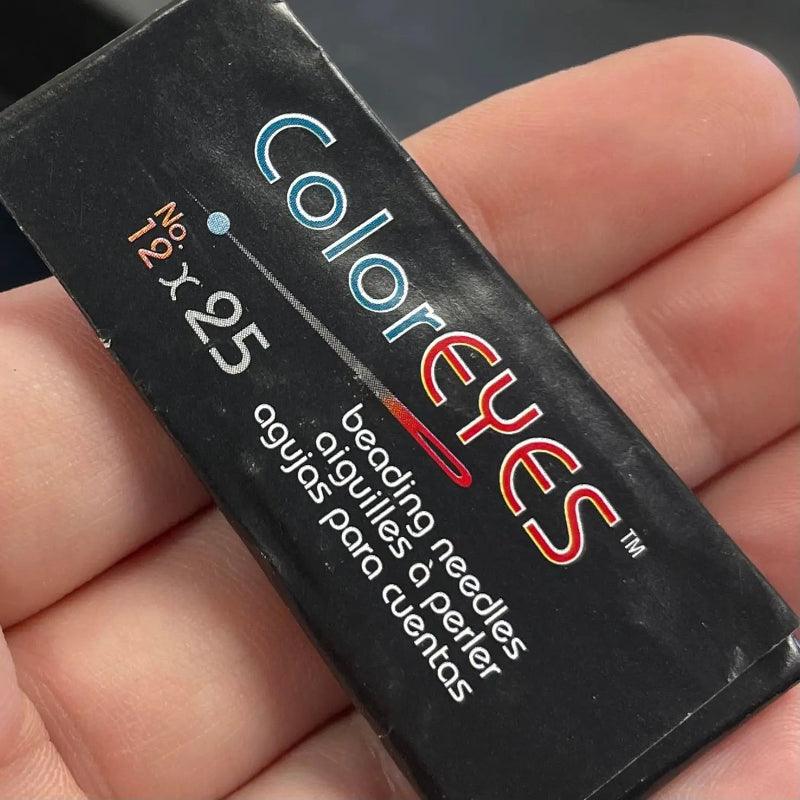 ColorEYES™
No. 12 x 25
beading needles
aiguilles à perler
agujas para cuentas